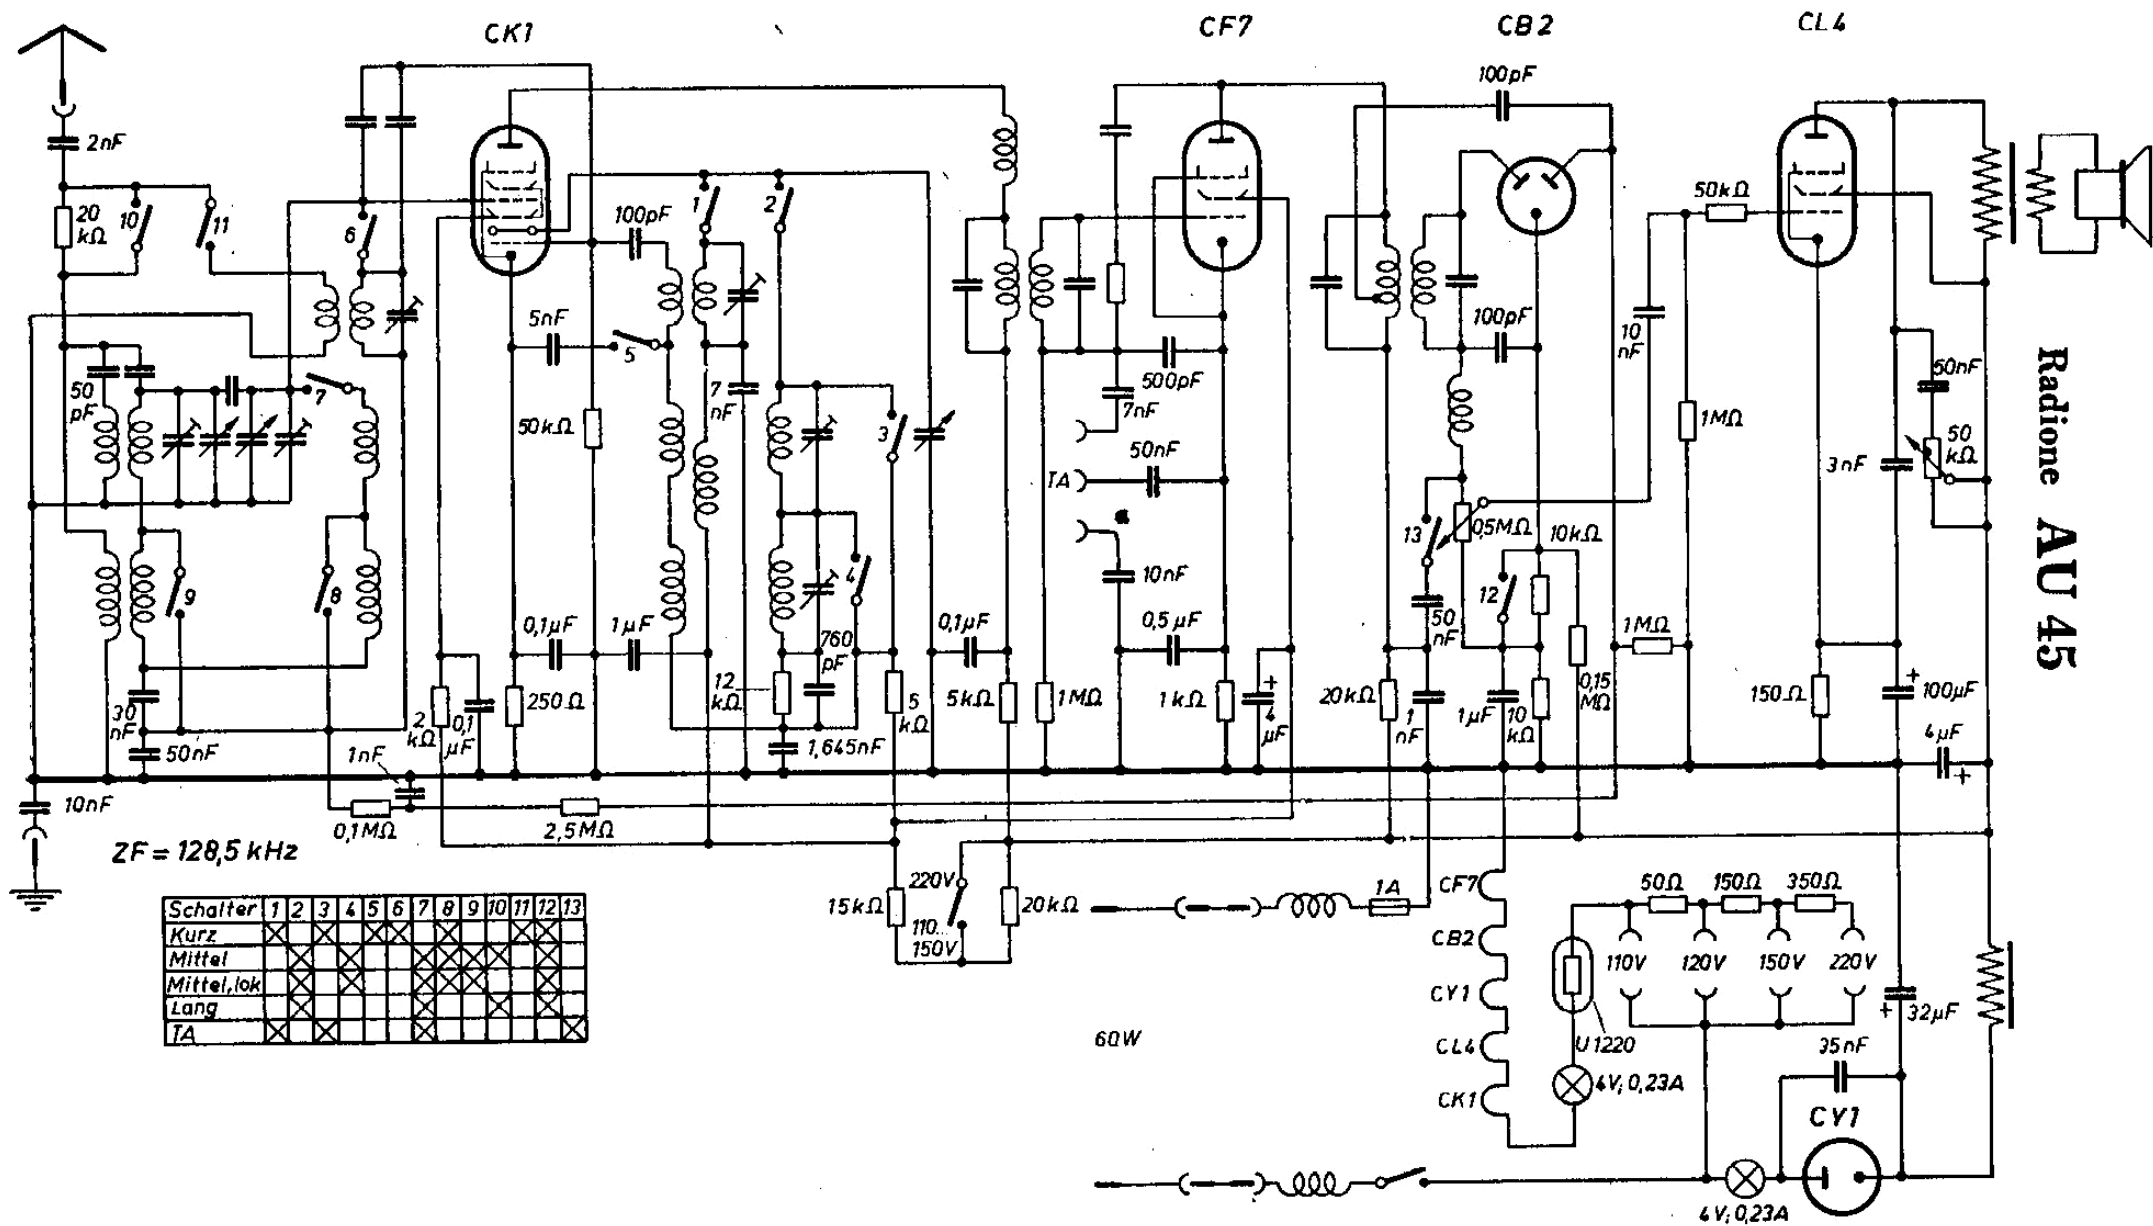 CK1
CF7
CB2
CL4
100pF
2nF
20 kΩ
10
11
6
1
2
100pF
50kΩ
5nF
5
100pF
10 nF
50 pF
7
50kΩ
7 nF
3
500pF
7nF
1MΩ
50nF
50 kΩ
3nF
TA
50nF
13
0,5MΩ
10kΩ
9
8
4
10nF
12
50 nF
0,1µF
1µF
760 pF
0,1µF
0,5µF
1MΩ
30 nF
50nF
2 kΩ
0,1 µF
250Ω
12 kΩ
5 kΩ
5kΩ
1MΩ
1kΩ
+
4 µF
20kΩ
1 nF
1µF
10 kΩ
0,15 MΩ
150Ω
+
100µF
1nF
1,645nF
4µF
+
10nF
0,1MΩ
2,5MΩ
Radione AU 45
ZF = 128,5 kHz
Schalter 1 2 3 4 5 6 7 8 9 10 11 12 13
Kurz
Mittel
Mittel, lok
Lang
TA
15kΩ
220V
110... 150V
20kΩ
1A
CF7
CB2
CY1
CL4
CK1
50Ω
150Ω
350Ω
110V
120V
150V
220V
U1220
4V; 0,23A
60W
+
32µF
35nF
CY1
4V; 0,23A